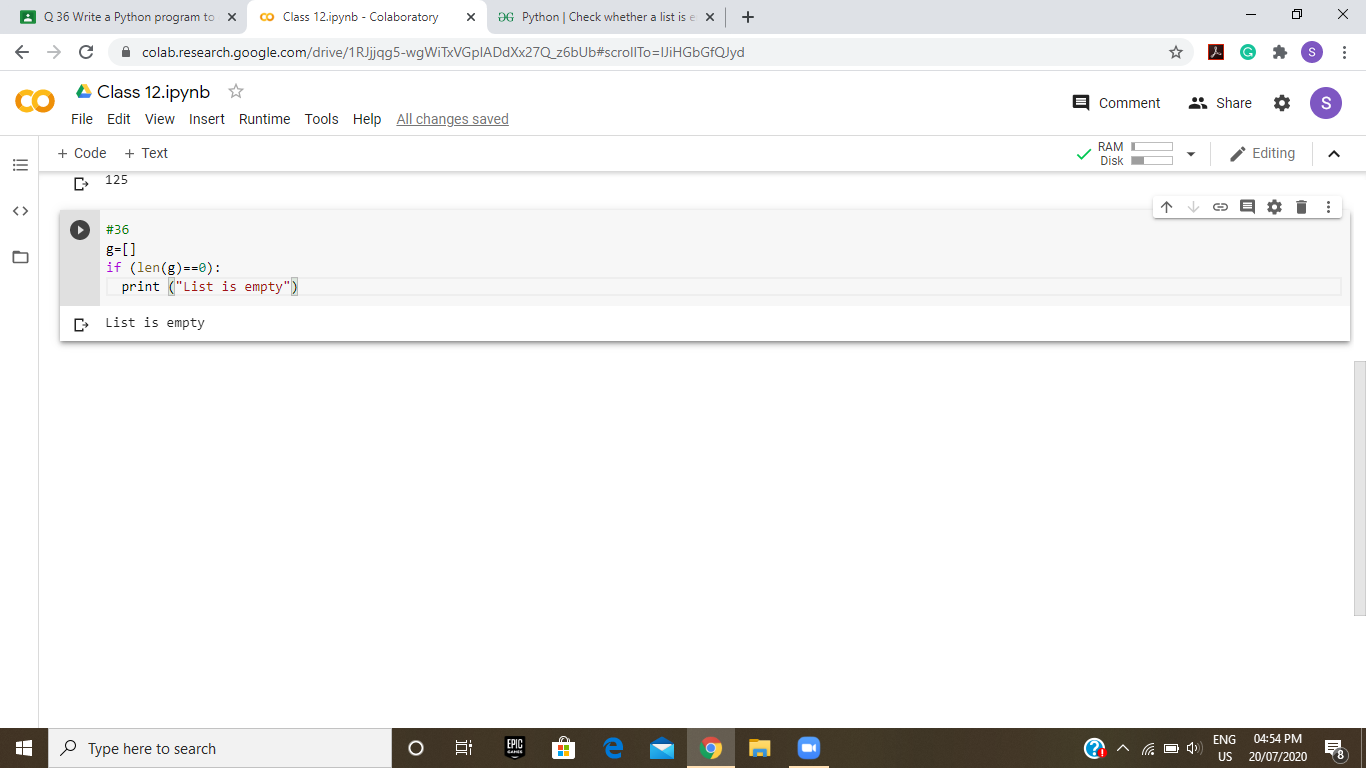 Q 36 Write a Python program to
Class 12.ipynb - Colaboratory
Python | Check whether a list is e
colab.research.google.com/drive/1RJjjqg5-wgWiTxVGplADdXx27Q_z6bUb#scrollTo=IJiHGbGfQJyd
S
Class 12.ipynb
Comment
Share
S
File Edit View Insert Runtime Tools Help All changes saved
+ Code + Text
RAM
Disk
Editing
125
#36
g=[]
if (len(g)==0):
print ("List is empty")
List is empty
Type here to search
EPIC
GAMES
ENG
US
04:54 PM
20/07/2020
8